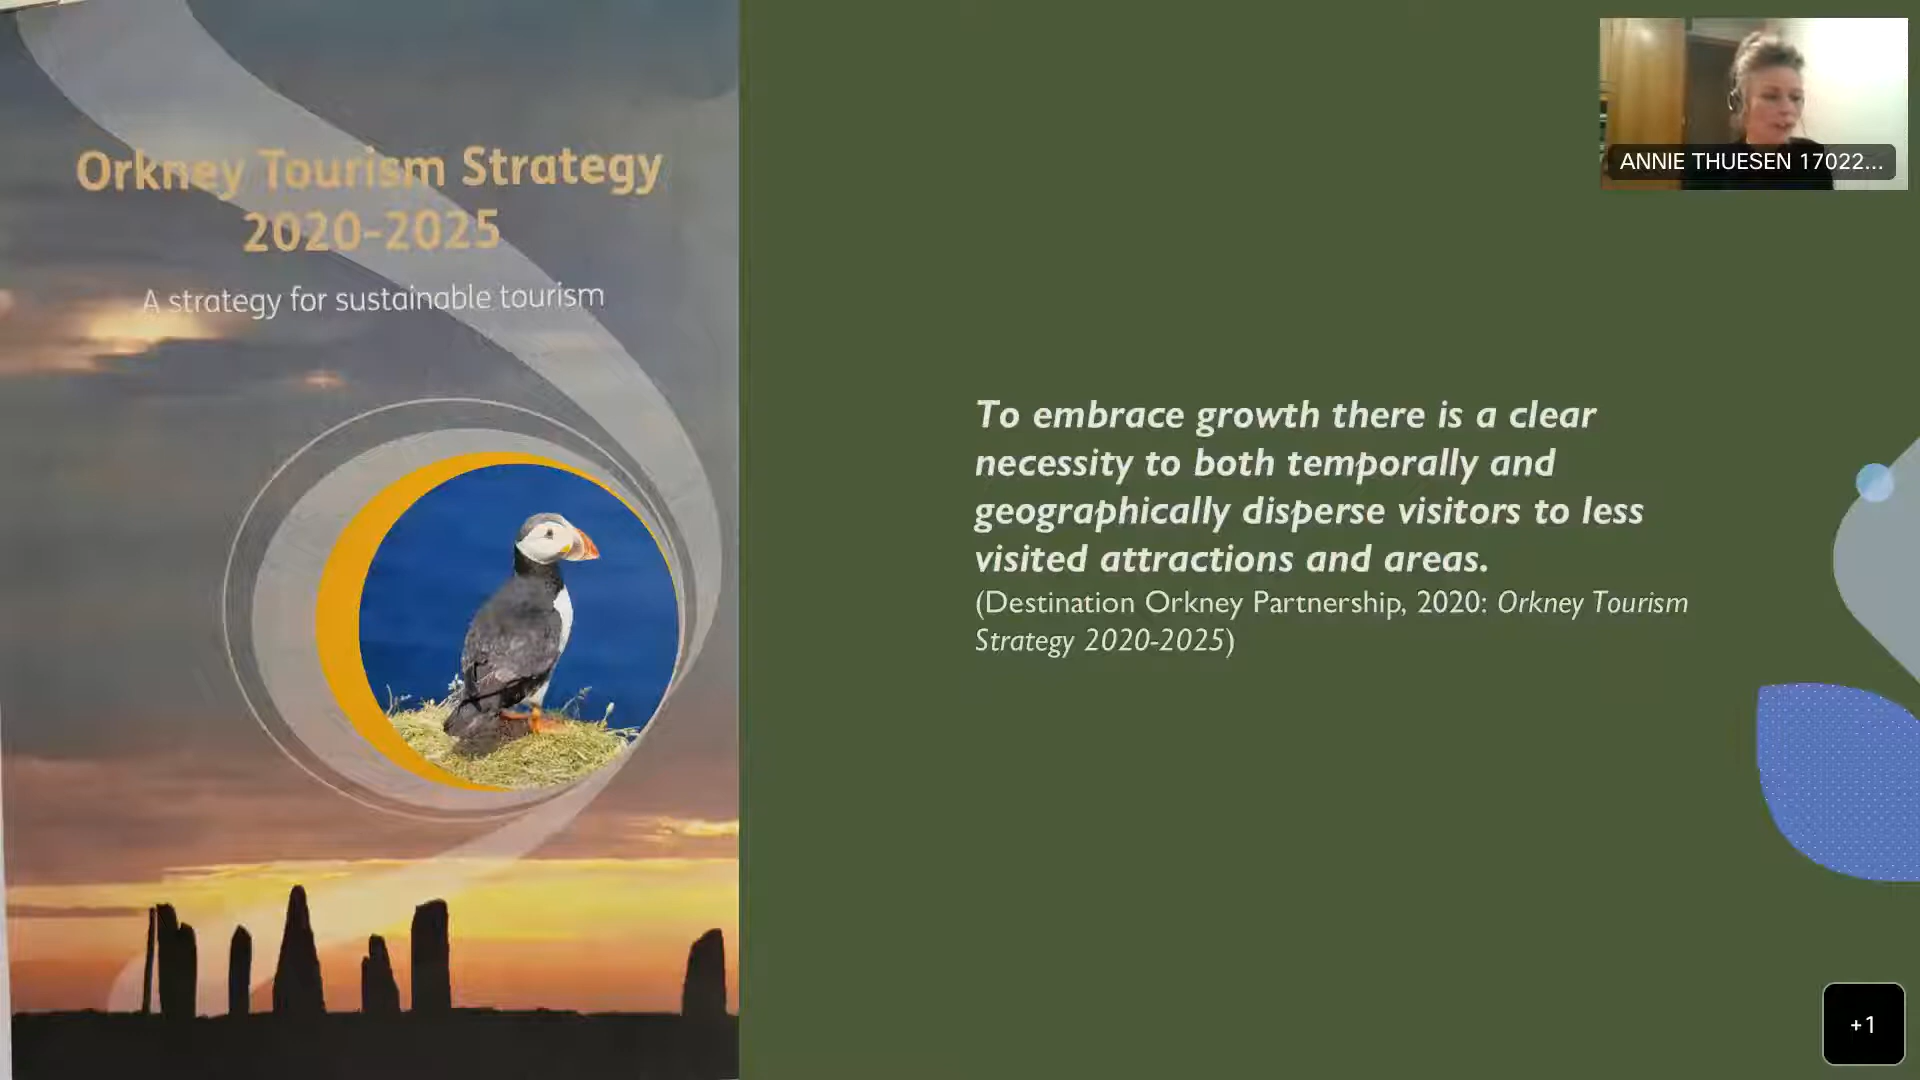 Orkney Tourism Strategy
2020-2025
A strategy for sustainable tourism
To embrace growth there is a clear
necessity to both temporally and
geographically disperse visitors to less
visited attractions and areas.
(Destination Orkney Partnership, 2020: Orkney Tourism
Strategy 2020-2025)
ANNIE THUESEN 17022...
+1